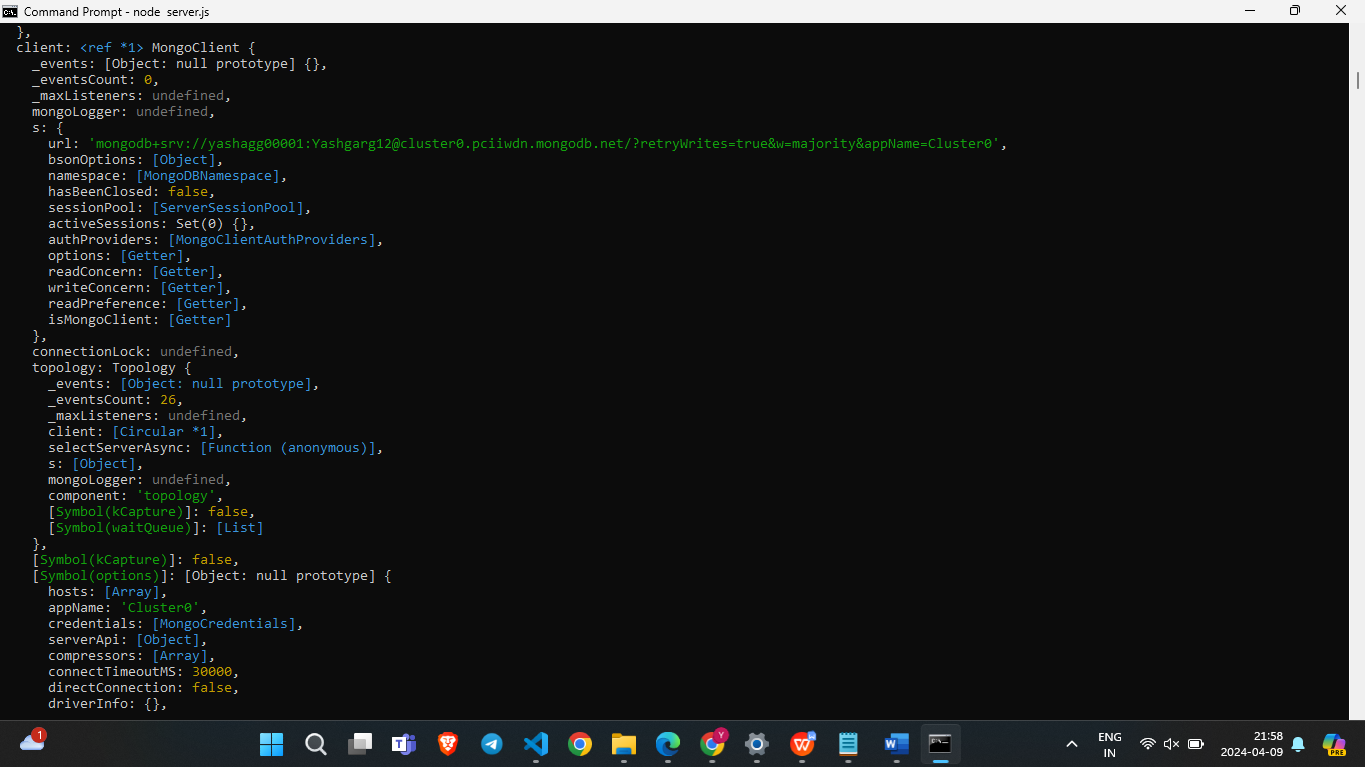 Command Prompt - node server.js
},
client: <ref *1> MongoClient {
_events: [Object: null prototype] {},
_eventsCount: 0,
_maxListeners: undefined,
mongoLogger: undefined,
s: {
url: 'mongodb+srv://yashagg00001:Yashgarg12@cluster0.pciiwdn.mongodb.net/?retryWrites=true&w=majority&appName=Cluster0',
bsonOptions: [Object],
namespace: [MongoDBNamespace],
hasBeenClosed: false,
sessionPool: [ServerSessionPool],
activeSessions: Set(0) {},
authProviders: [MongoClientAuthProviders],
options: [Getter],
readConcern: [Getter],
writeConcern: [Getter],
readPreference: [Getter],
isMongoClient: [Getter]
},
connectionLock: undefined,
topology: Topology {
_events: [Object: null prototype],
_eventsCount: 26,
_maxListeners: undefined,
client: [Circular *1],
selectServerAsync: [Function (anonymous)],
s: [Object],
mongoLogger: undefined,
component: 'topology',
[Symbol(kCapture)]: false,
[Symbol(waitQueue)]: [List]
},
[Symbol(kCapture)]: false,
[Symbol(options)]: [Object: null prototype] {
hosts: [Array],
appName: 'Cluster0',
credentials: [MongoCredentials],
serverApi: [Object],
compressors: [Array],
connectTimeoutMS: 30000,
directConnection: false,
driverInfo: {},
1
Y
W
W
ENG
IN
21:58
2024-04-09
PRE